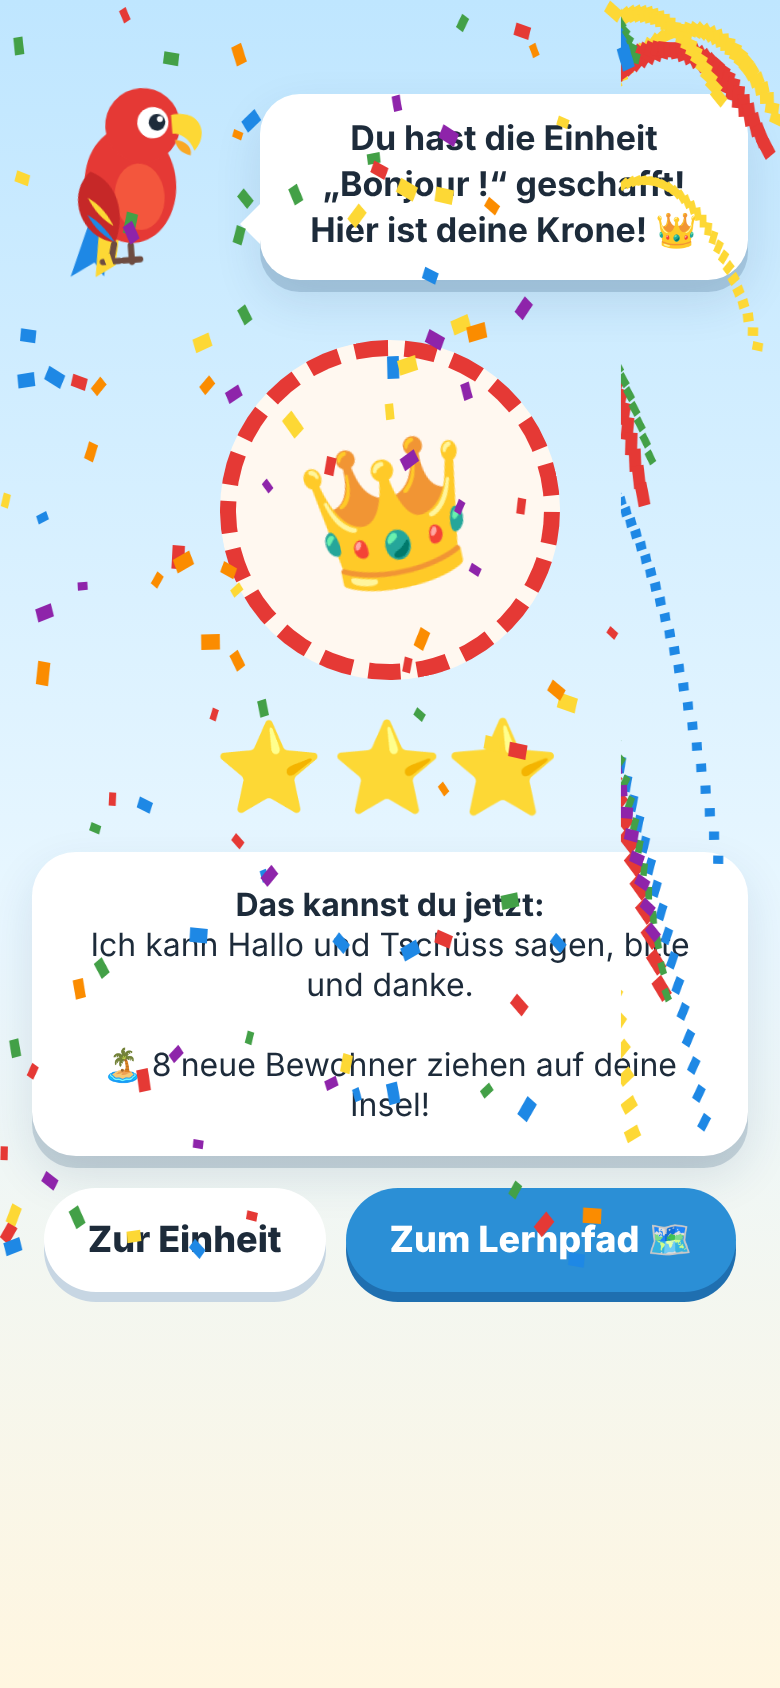 Du hast die Einheit
„Bonjour !“ geschafft!
Hier ist deine Krone! 👑
Das kannst du jetzt:
Ich kann Hallo und Tschüss sagen, bitte
und danke.
🏝️ 8 neue Bewohner ziehen auf deine
Insel!
Zur Einheit
Zum Lernpfad 🗺️